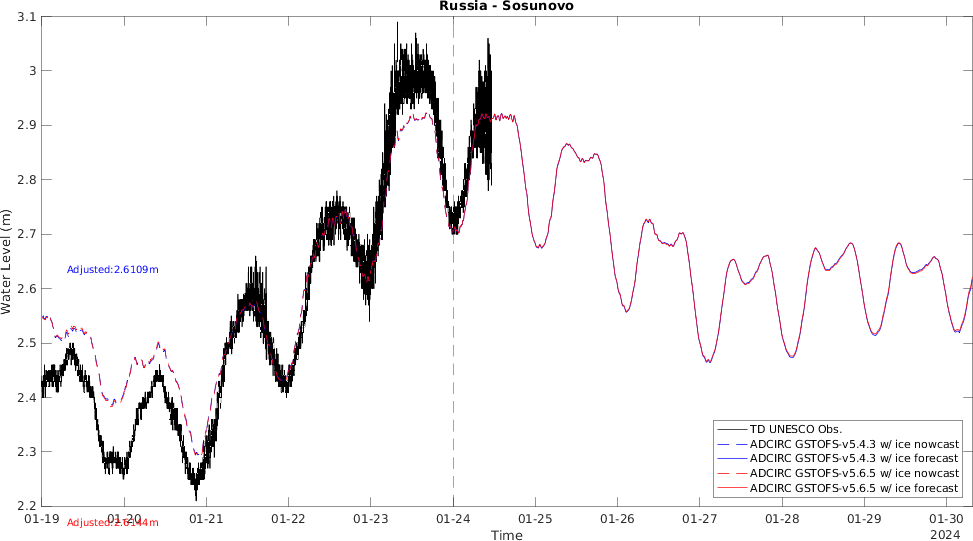 Russia - Sosunovo
3.1
3
2.9
2.8
2.7
2.6
2.5
2.4
2.3
2.2
Water Level (m)
Adjusted:2.6109m
TD UNESCO Obs.
ADCIRC GSTOFS-v5.4.3 w/ ice nowcast
ADCIRC GSTOFS-v5.4.3 w/ ice forecast
ADCIRC GSTOFS-v5.6.5 w/ ice nowcast
ADCIRC GSTOFS-v5.6.5 w/ ice forecast
01-19 01-20 01-21 01-22 01-23 01-24 01-25 01-26 01-27 01-28 01-29 01-30
Adjusted:2.6144m
Time
2024